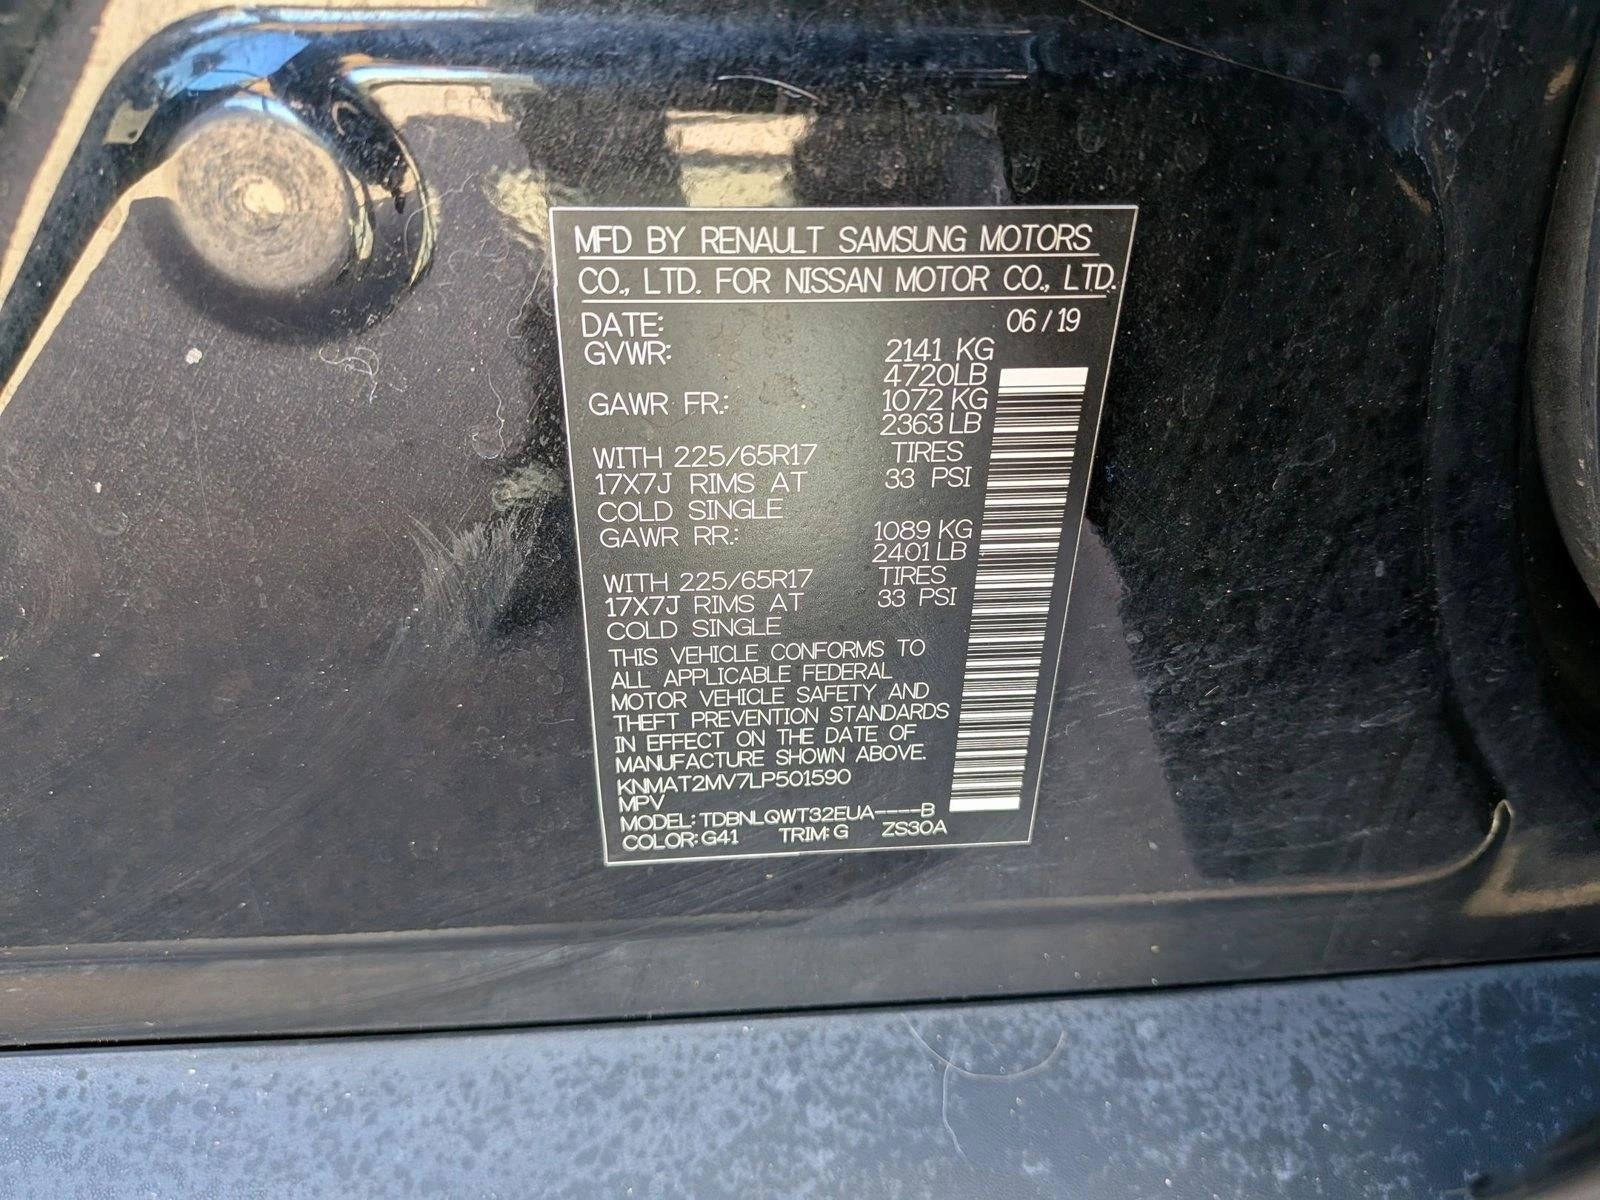 MFD BY RENAULT SAMSUNG MOTORS
CO., LTD. FOR NISSAN MOTOR CO., LTD.
DATE: 06 / 19
GVWR: 2141 KG
4720LB
GAWR FR.: 1072 KG
2363 LB
WITH 225/65R17 TIRES
17X7J RIMS AT 33 PSI
COLD SINGLE
GAWR RR.: 1089 KG
2401 LB
WITH 225/65R17 TIRES
17X7J RIMS AT 33 PSI
COLD SINGLE
THIS VEHICLE CONFORMS TO
ALL APPLICABLE FEDERAL
MOTOR VEHICLE SAFETY AND
THEFT PREVENTION STANDARDS
IN EFFECT ON THE DATE OF
MANUFACTURE SHOWN ABOVE.
KNMAT2MV7LP501590
MPV
MODEL: TDBNLQWT32EUA----B
COLOR: G41 TRIM: G ZS30A